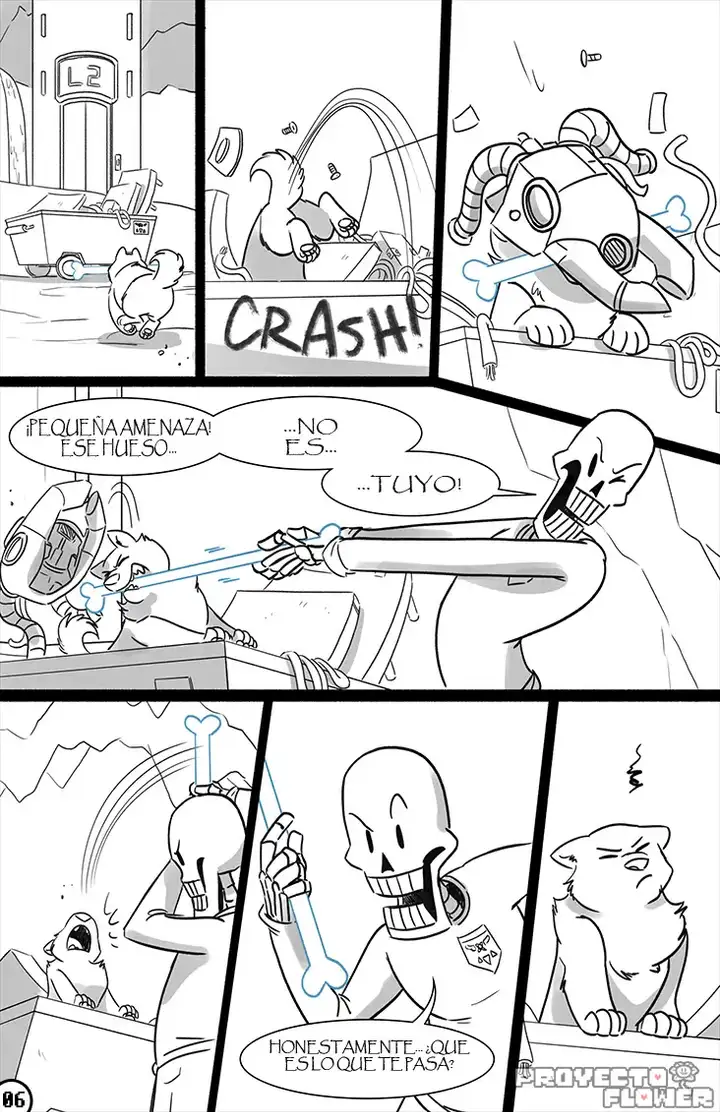 L2
CRASH!
¡PEQUEÑA AMENAZA!
ESE HUESO...
...NO
ES...
...TUYO!
HONESTAMENTE... ¿QUE
ES LO QUE TE PASA?
06
PROYECTO
FLOWER